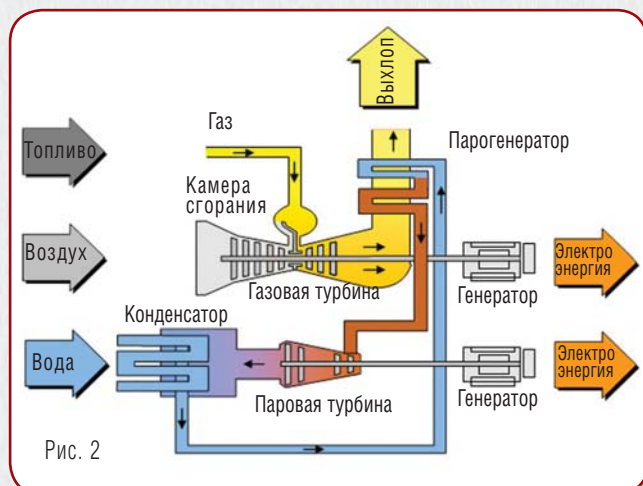 Выхлоп
Газ
Топливо
Парогенератор
Камера
сгорания
Воздух
Электро
энергия
Газовая турбина
Генератор
Конденсатор
Вода
Электро
энергия
Паровая турбина
Генератор
Рис. 2